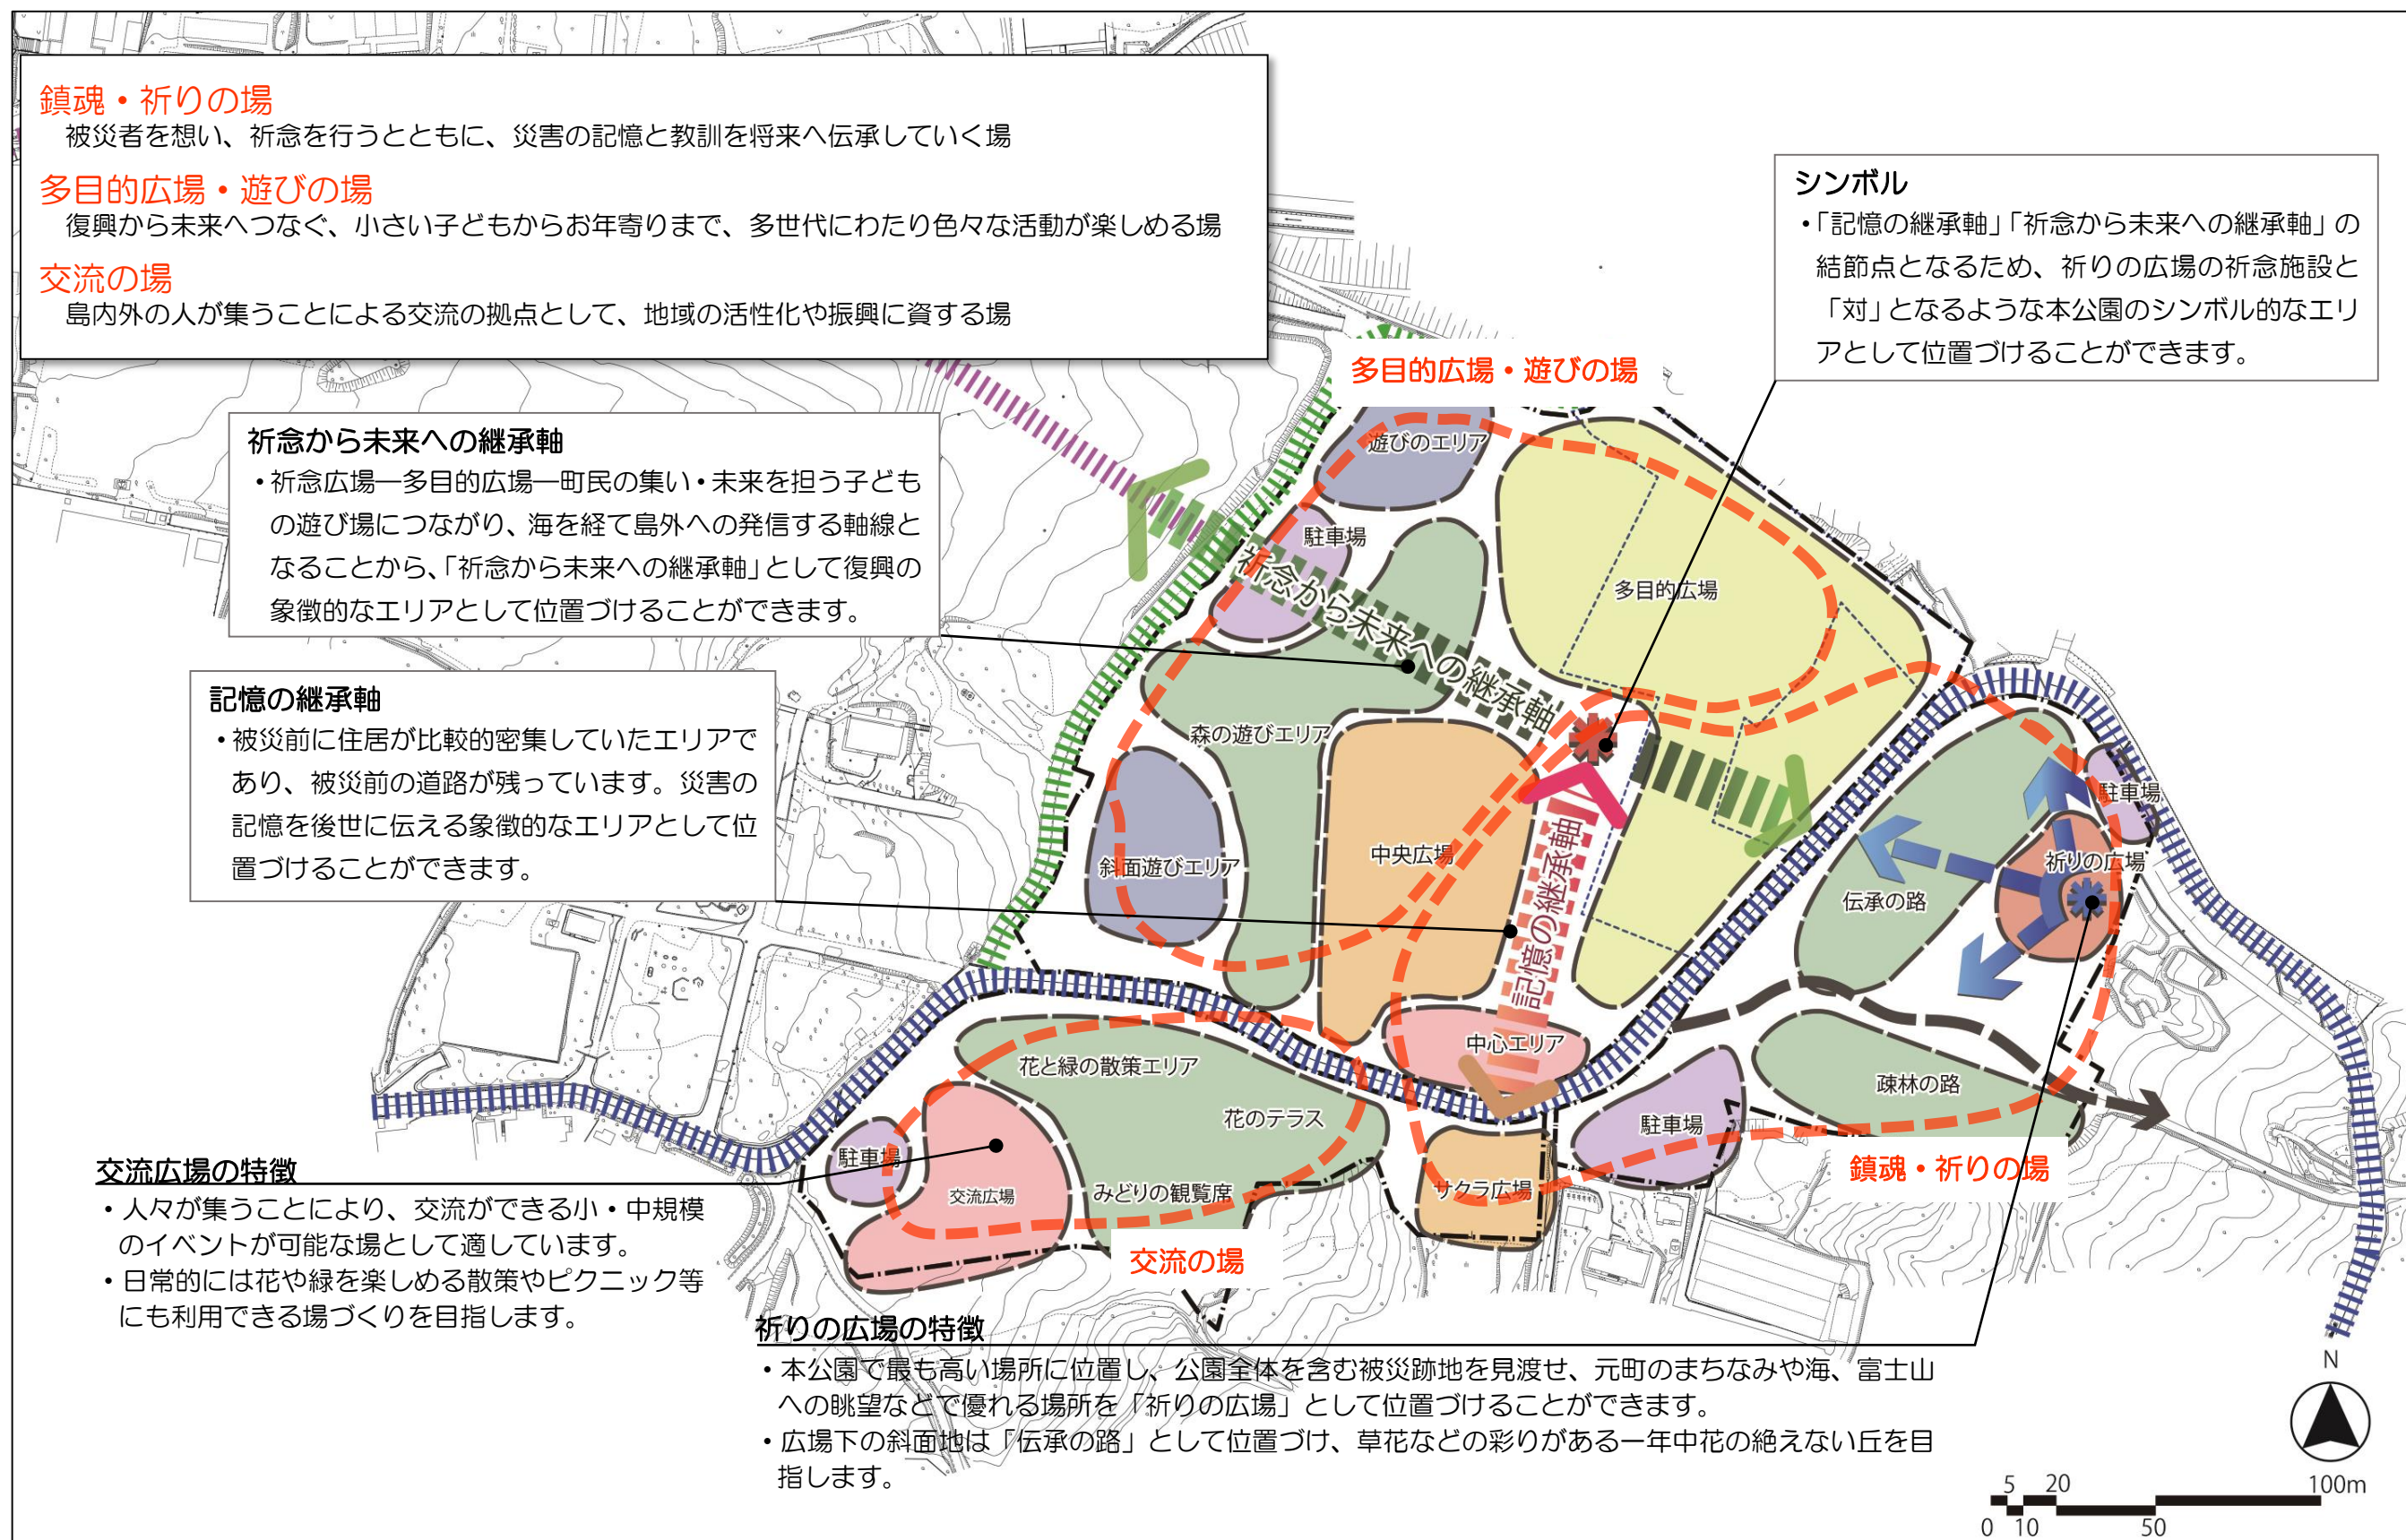 鎮魂・祈りの場
被災者を想い、祈念を行うとともに、災害の記憶と教訓を将来へ伝承していく場
多目的広場・遊びの場
復興から未来へつなぐ、小さい子どもからお年寄りまで、多世代にわたり色々な活動が楽しめる場
交流の場
島内外の人が集うことによる交流の拠点として、地域の活性化や振興に資する場
シンボル
・「記憶の継承軸」「祈念から未来への継承軸」の
結節点となるため、祈りの広場の祈念施設と
「対」となるような本公園のシンボル的なエリ
アとして位置づけることができます。
祈念から未来への継承軸
・祈念広場―多目的広場―町民の集い・未来を担う子ども
の遊び場につながり、海を経て島外への発信する軸線と
なることから、「祈念から未来への継承軸」として復興の
象徴的なエリアとして位置づけることができます。
記憶の継承軸
・被災前に住居が比較的密集していたエリアで
あり、被災前の道路が残っています。災害の
記憶を後世に伝える象徴的なエリアとして位
置づけることができます。
多目的広場・遊びの場
遊びのエリア
駐車場
祈念から未来への継承軸
多目的広場
森の遊びエリア
斜面遊びエリア
中央広場
記憶の継承軸
中心エリア
駐車場
祈りの広場
伝承の路
疎林の路
駐車場
鎮魂・祈りの場
サクラ広場
花と緑の散策エリア
花のテラス
みどりの観覧席
駐車場
交流広場
交流の場
交流広場の特徴
・人々が集うことにより、交流ができる小・中規模
のイベントが可能な場として適しています。
・日常的には花や緑を楽しめる散策やピクニック等
にも利用できる場づくりを目指します。
祈りの広場の特徴
・本公園で最も高い場所に位置し、公園全体を含む被災跡地を見渡せ、元町のまちなみや海、富士山
への眺望などで優れる場所を「祈りの広場」として位置づけることができます。
・広場下の斜面地は「伝承の路」として位置づけ、草花などの彩りがある一年中花の絶えない丘を目
指します。
N
5 20 100m
0 10 50